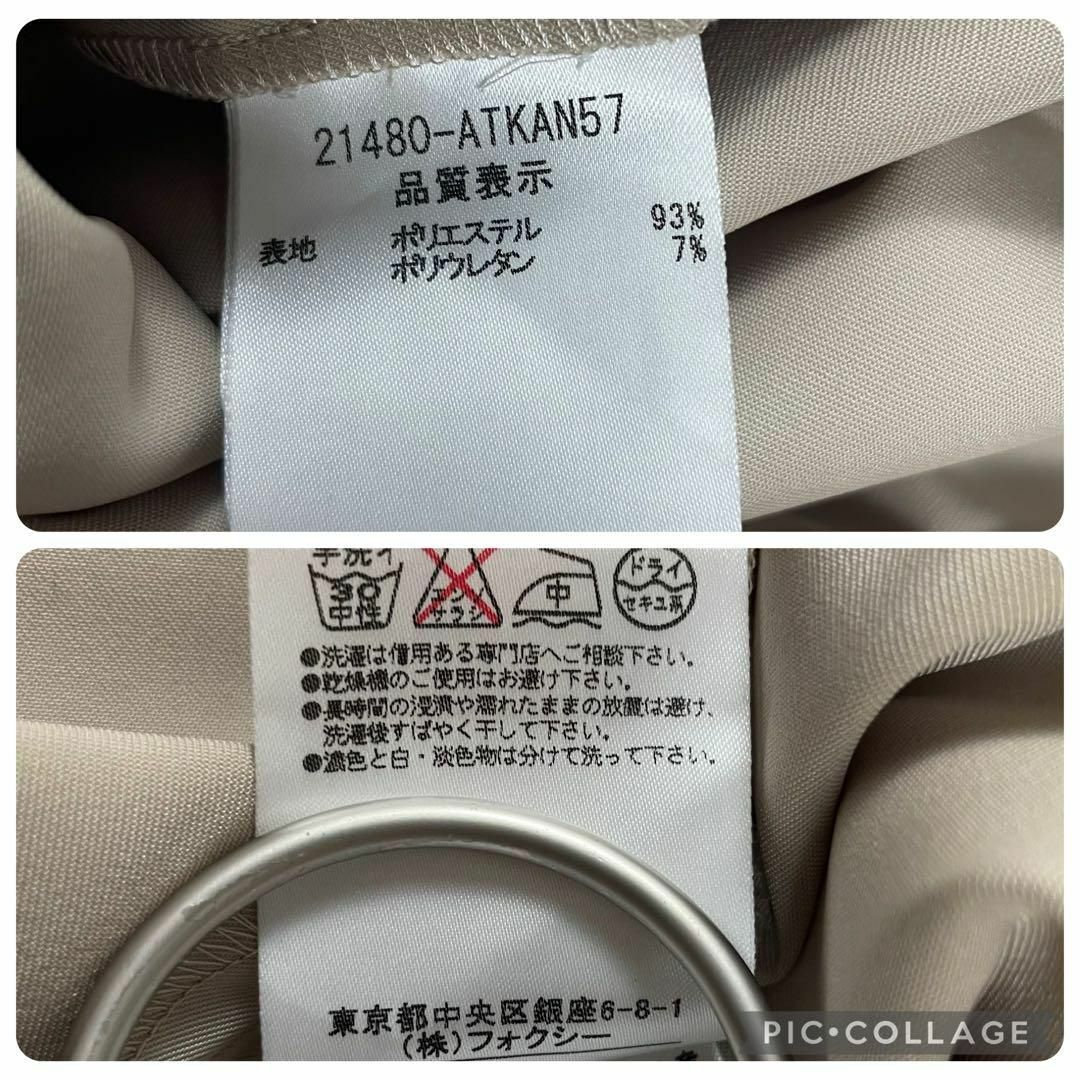 21480-ATKAN57
品質表示
表地 ポリエステル 93%
ポリウレタン 7%
手洗イ
30
中性
エンソ
サラシ
中
ドライ
セキユ系
●洗濯は信用ある専門店へご相談下さい。
●乾燥機のご使用はお避け下さい。
●長時間の浸漬や濡れたままの放置は避け、
洗濯後すばやく干して下さい。
●濃色と白・淡色物は分けて洗って下さい。
東京都中央区銀座6-8-1
(株)フォクシー
PIC•COLLAGE